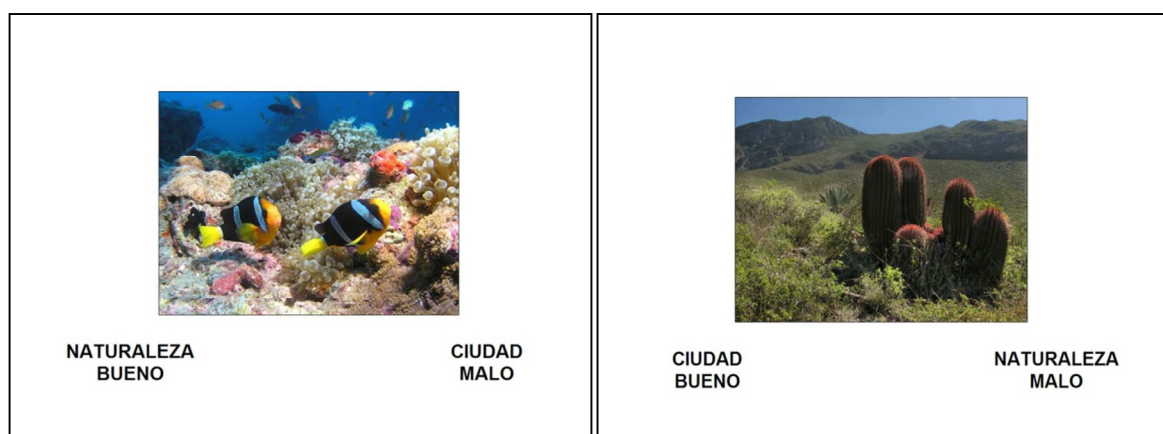 NATURALEZA
BUENO
CIUDAD
MALO
CIUDAD
BUENO
NATURALEZA
MALO